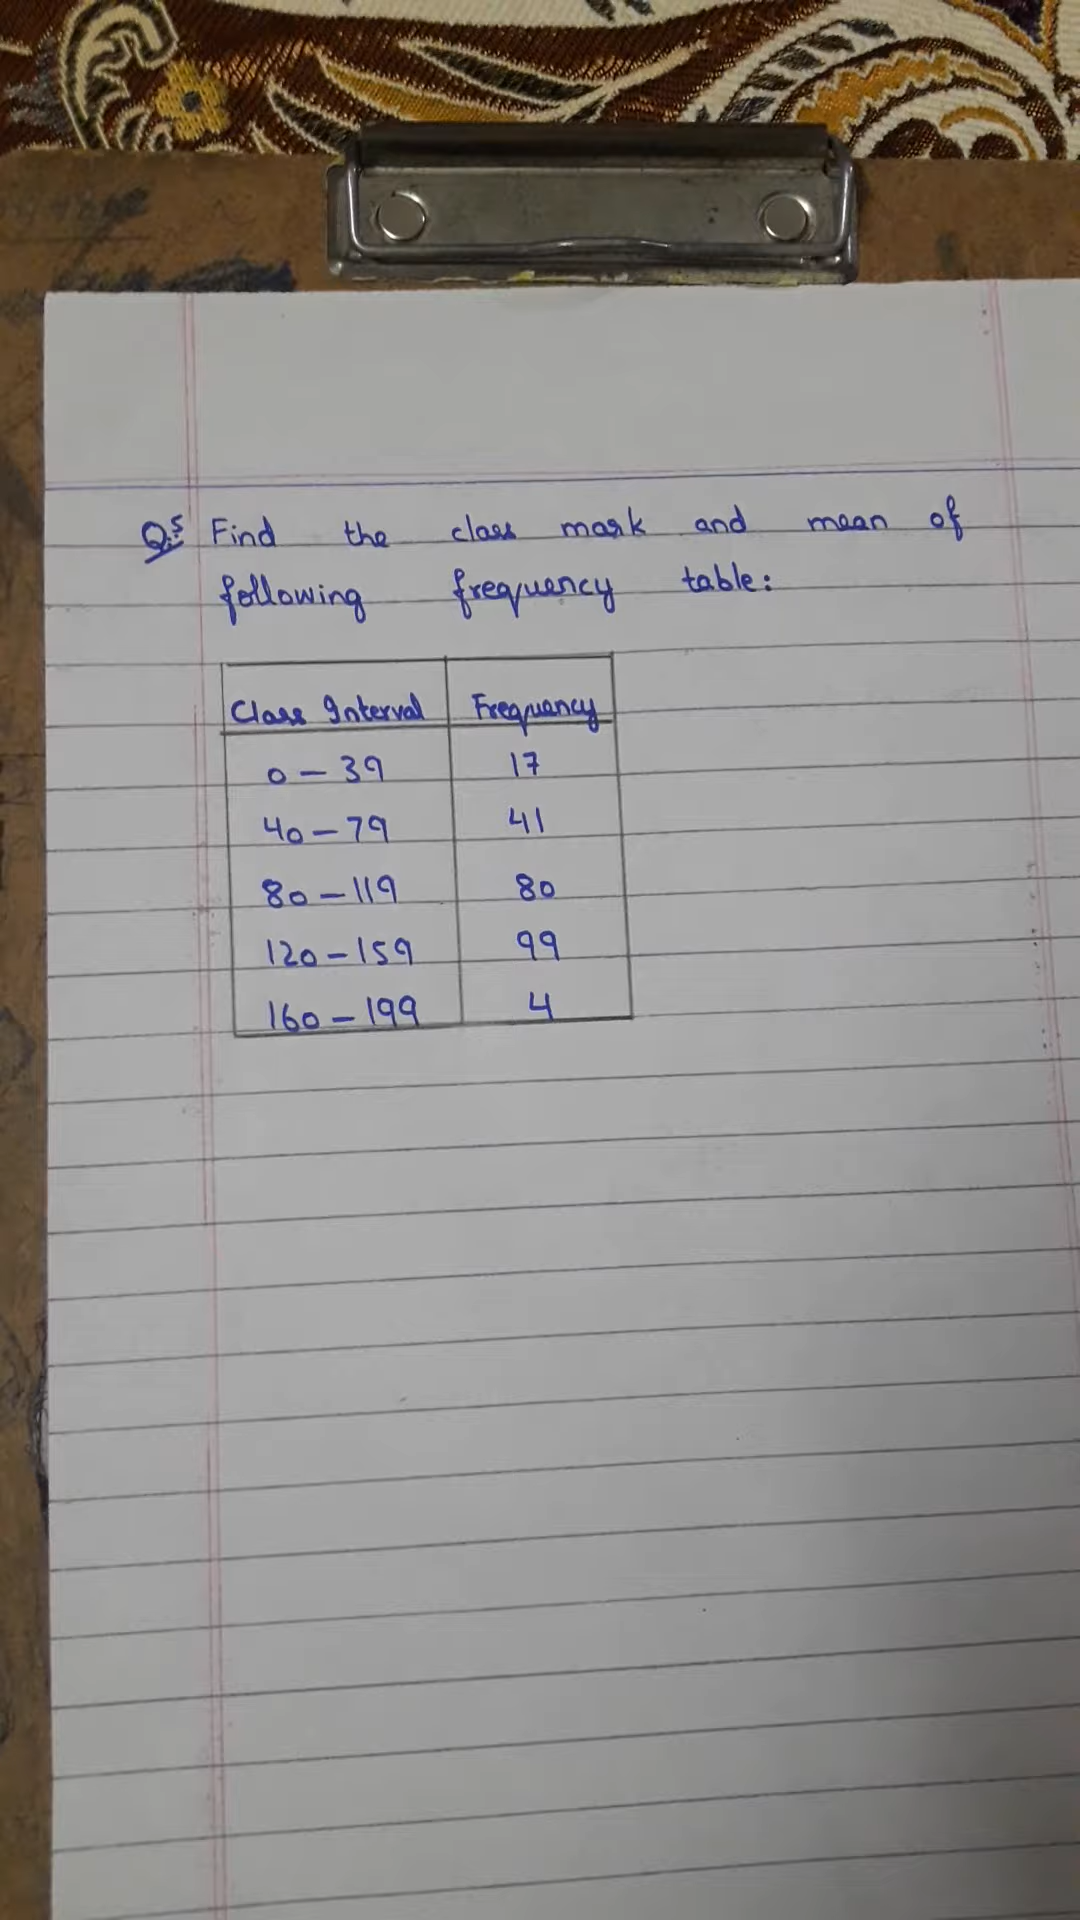 Q.5 Find the class mark and mean of
following frequency table:
Class Interval Frequency
0 – 39 17
40 – 79 41
80 – 119 80
120 – 159 99
160 – 199 4